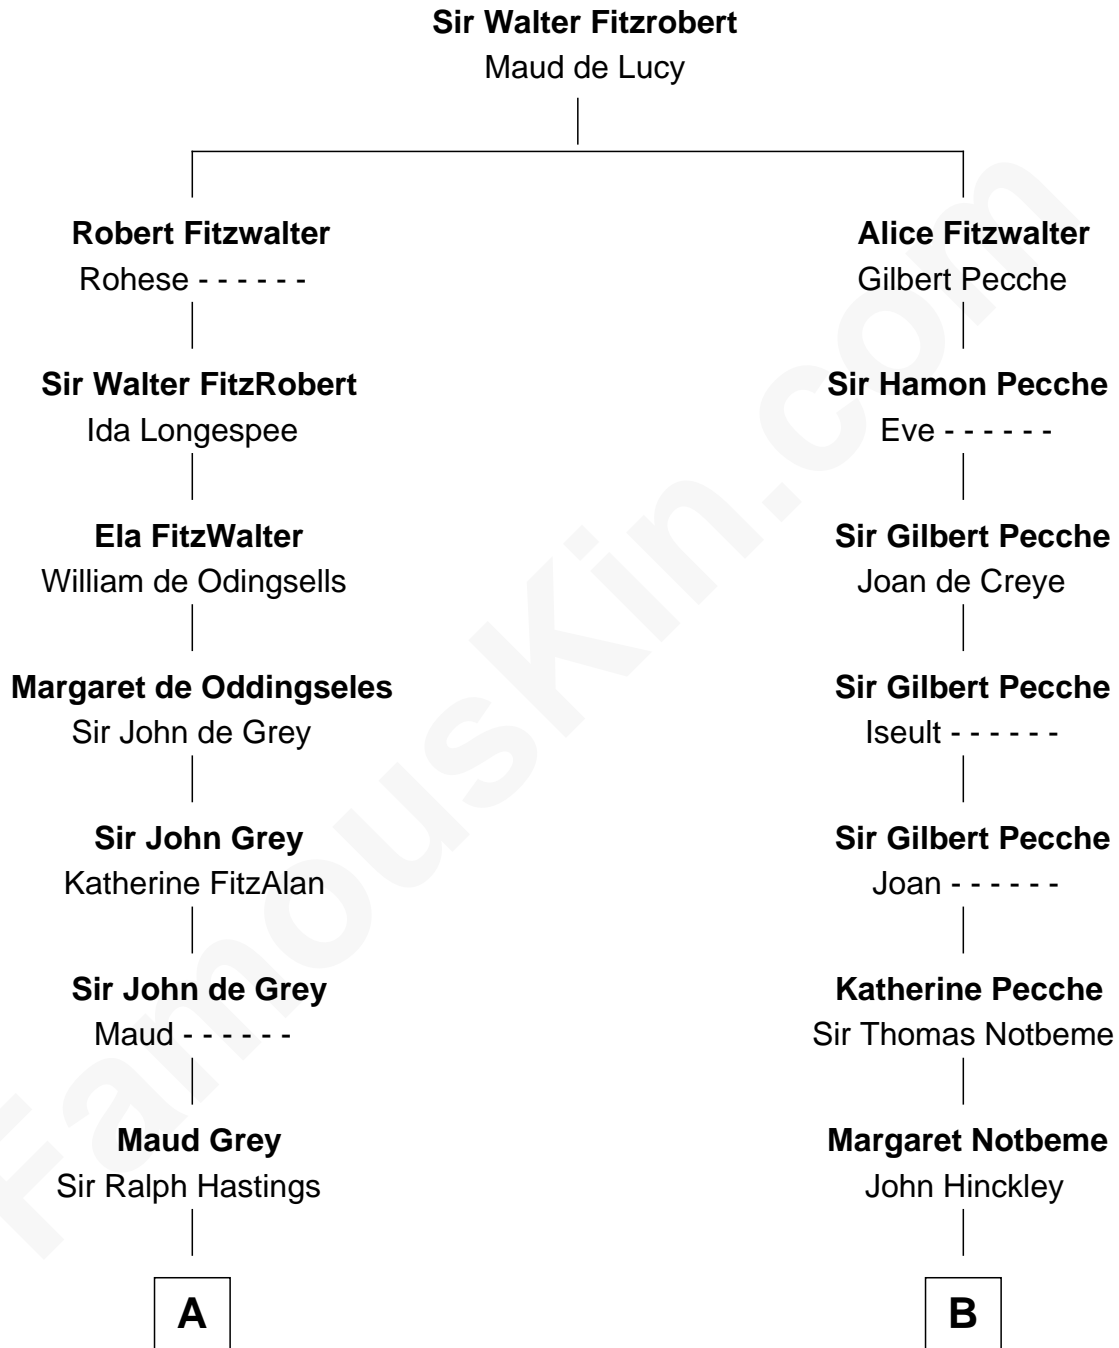 Sir Walter Fitzrobert
Maud de Lucy
Robert Fitzwalter
Rohese - - - - - -
Alice Fitzwalter
Gilbert Pecche
Sir Walter FitzRobert
Ida Longespee
Sir Hamon Pecche
Eve - - - - - -
Ela FitzWalter
William de Odingsells
Sir Gilbert Pecche
Joan de Creye
Margaret de Oddingseles
Sir John de Grey
Sir Gilbert Pecche
Iseult - - - - - -
Sir John Grey
Katherine FitzAlan
Sir Gilbert Pecche
Joan - - - - - -
Sir John de Grey
Maud - - - - - -
Katherine Pecche
Sir Thomas Notbeme
Maud Grey
Sir Ralph Hastings
Margaret Notbeme
John Hinckley
A
B
FamousKin.com